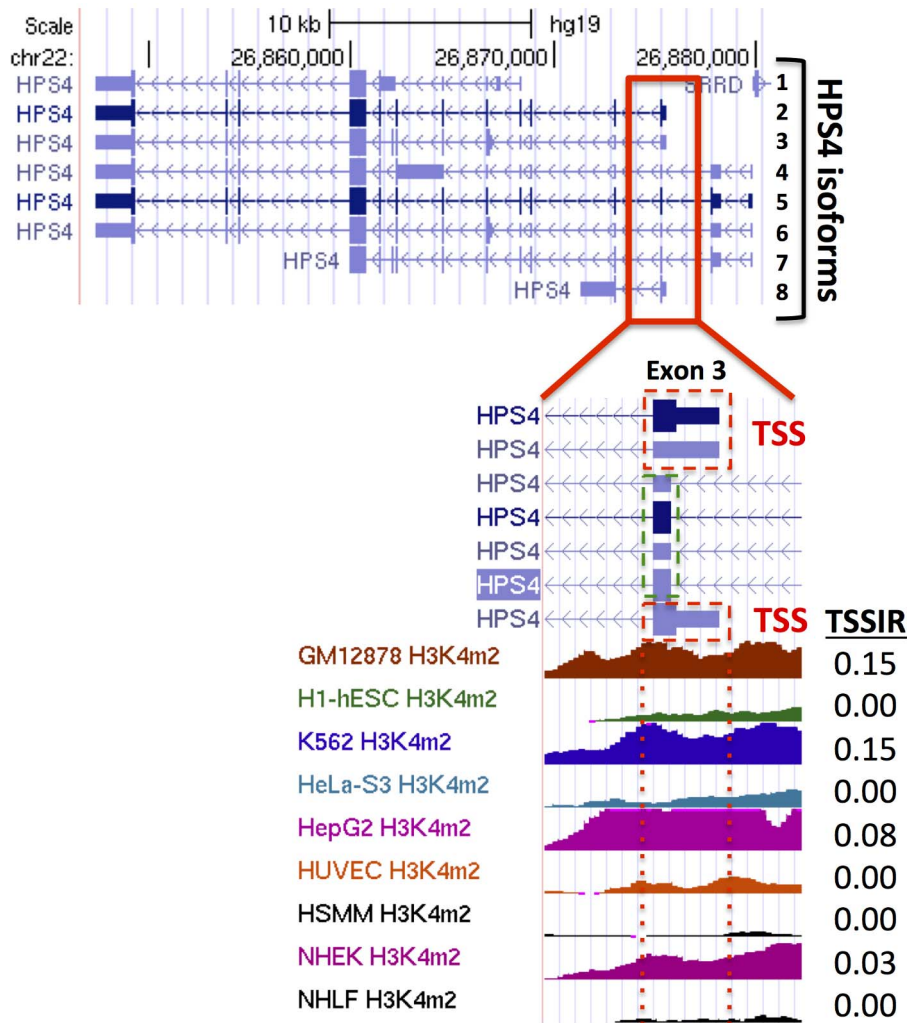 Scale 10 kb hg19
chr22: 26,860,000 26,870,000 26,880,000
HPS4 SRRD 1
HPS4 2
HPS4 3
HPS4 4
HPS4 5
HPS4 6
HPS4 7
HPS4 8
HPS4 isoforms
Exon 3
HPS4 TSS
HPS4
HPS4
HPS4
HPS4
HPS4
HPS4 TSS TSSIR
GM12878 H3K4m2 0.15
H1-hESC H3K4m2 0.00
K562 H3K4m2 0.15
HeLa-S3 H3K4m2 0.00
HepG2 H3K4m2 0.08
HUVEC H3K4m2 0.00
HSMM H3K4m2 0.00
NHEK H3K4m2 0.03
NHLF H3K4m2 0.00